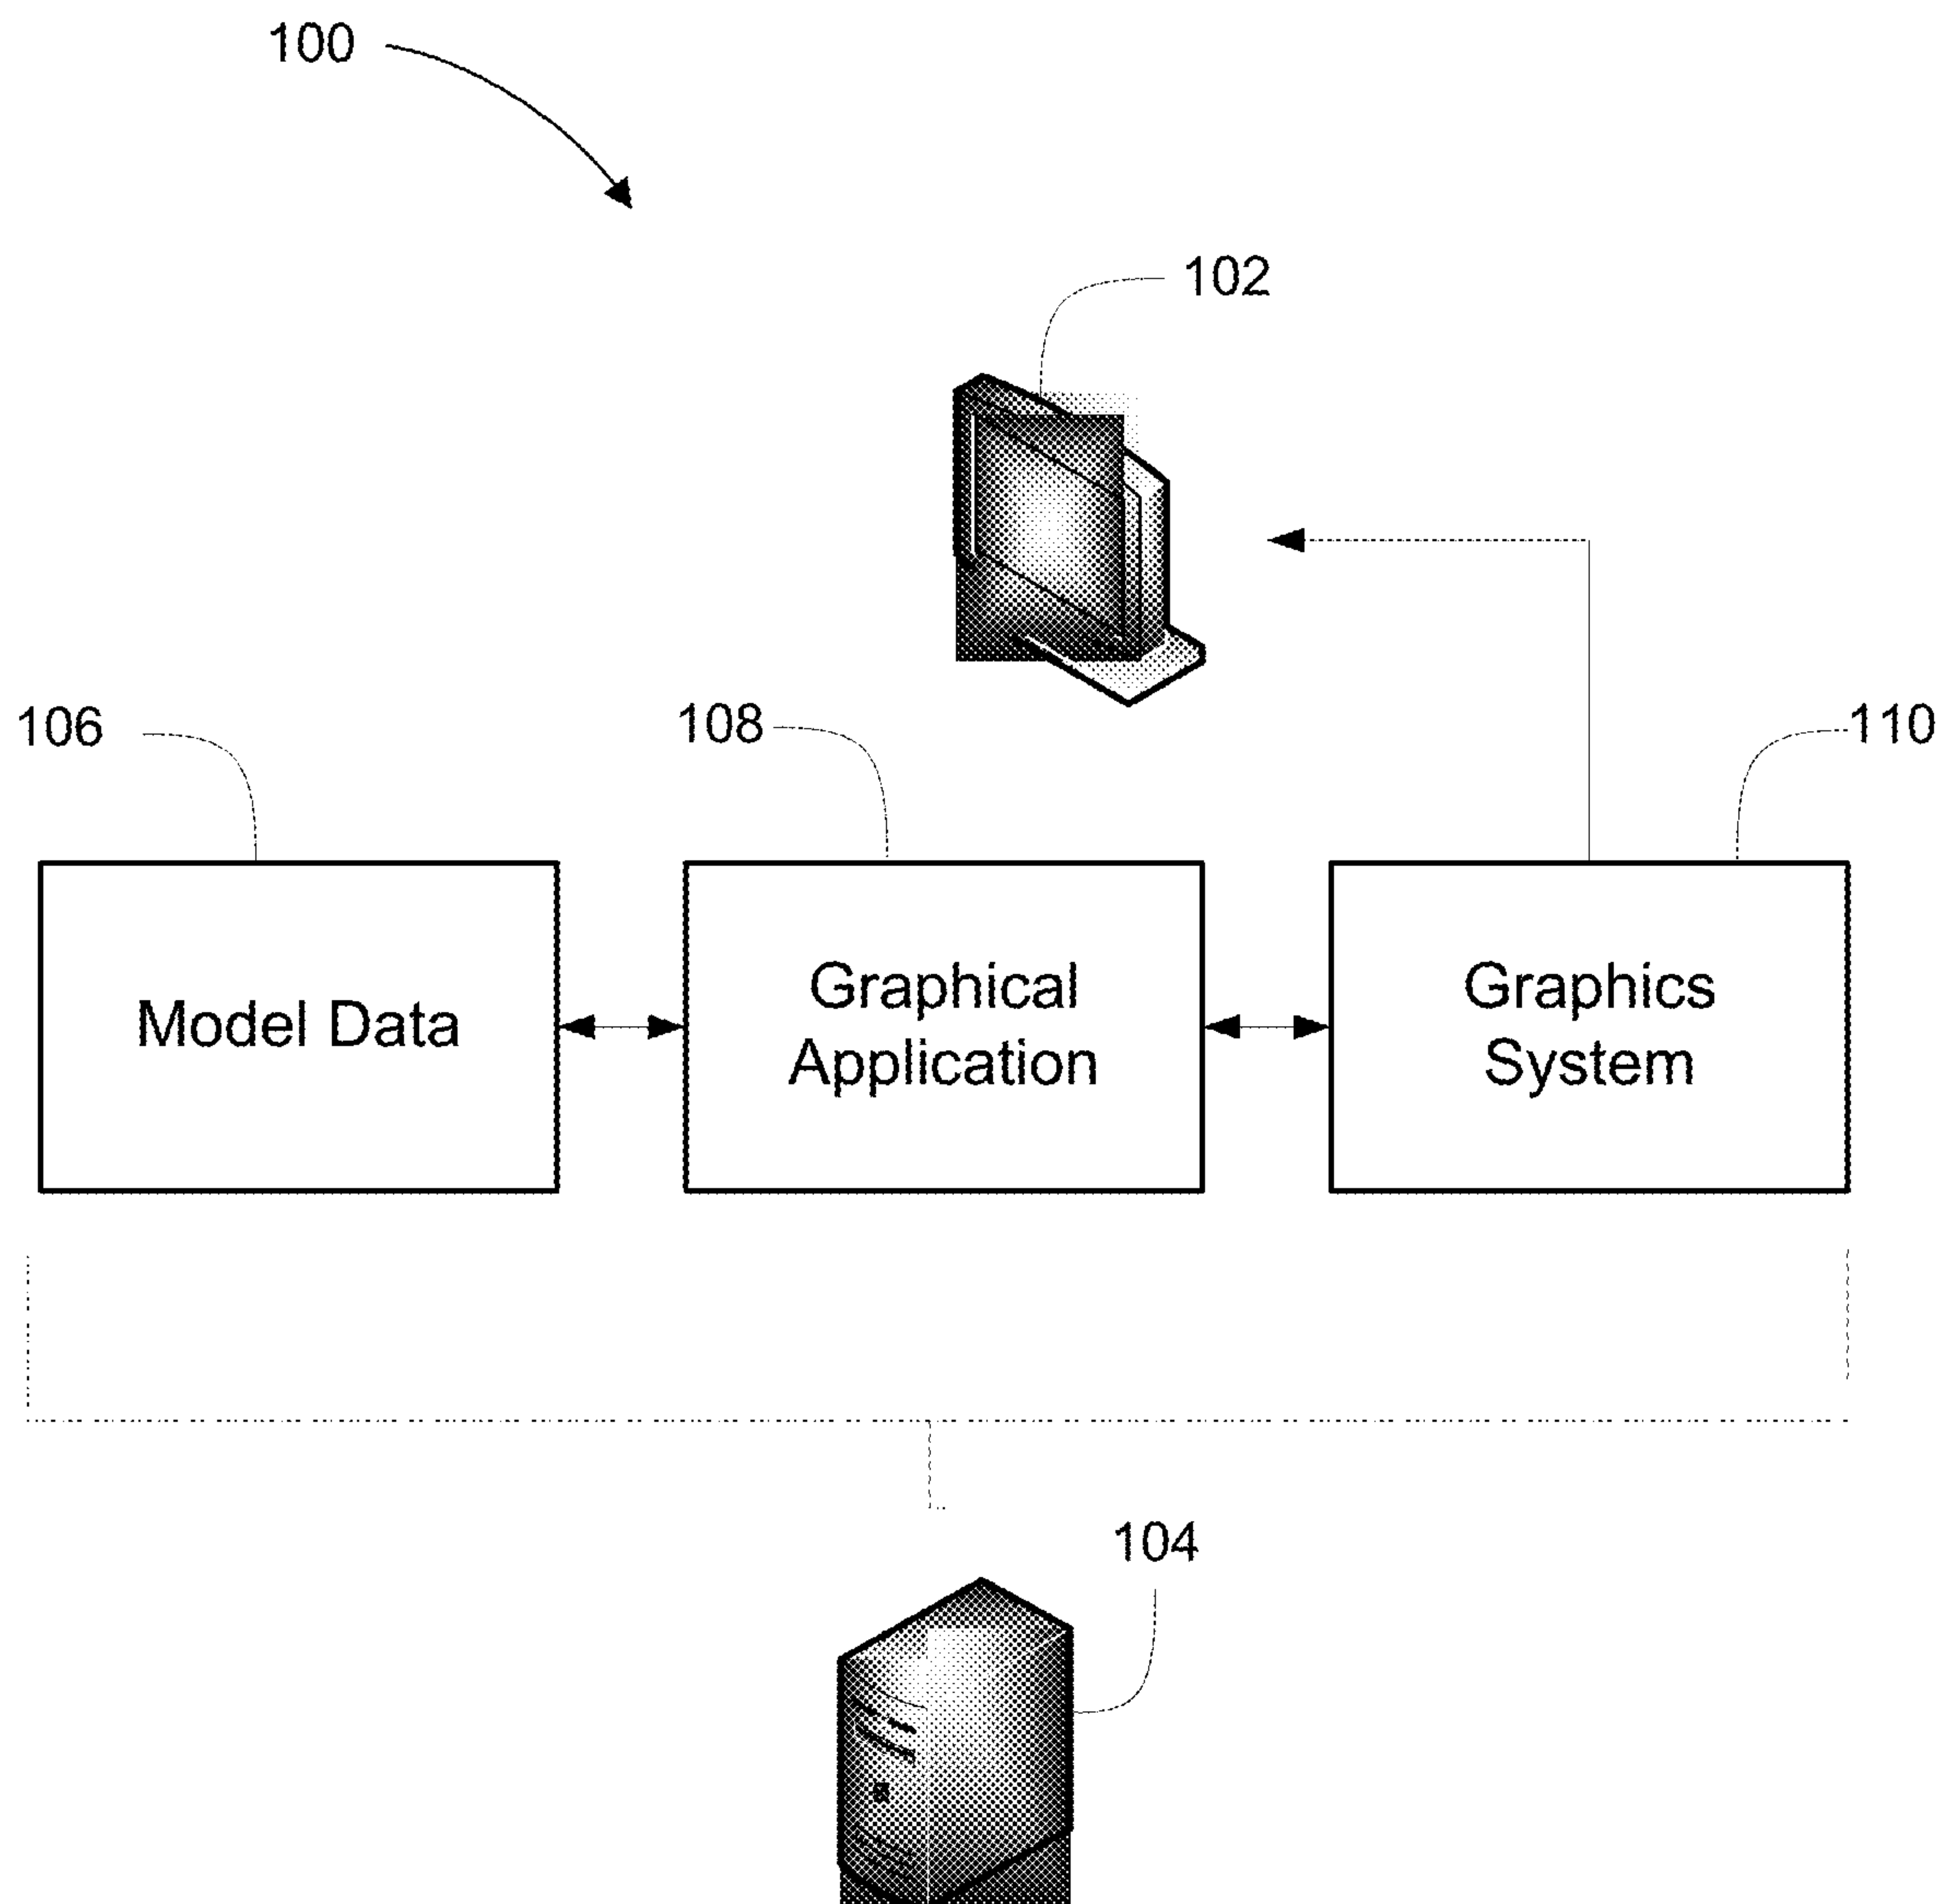 100
102
106
108
110
Model Data
Graphical
Application
Graphics
System
104